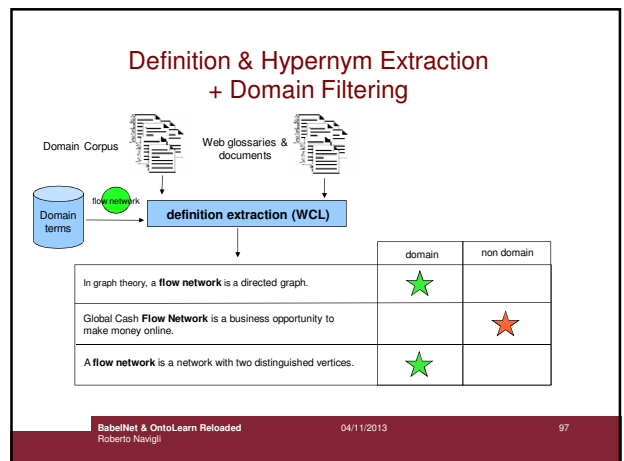 Definition & Hypernym Extraction
+ Domain Filtering
Domain Corpus
Web glossaries &
documents
flow network
Domain
terms
definition extraction (WCL)
domain
non domain
In graph theory, a flow network is a directed graph.
Global Cash Flow Network is a business opportunity to
make money online.
A flow network is a network with two distinguished vertices.
BabelNet & OntoLearn Reloaded
04/11/2013
97
Roberto Navigli